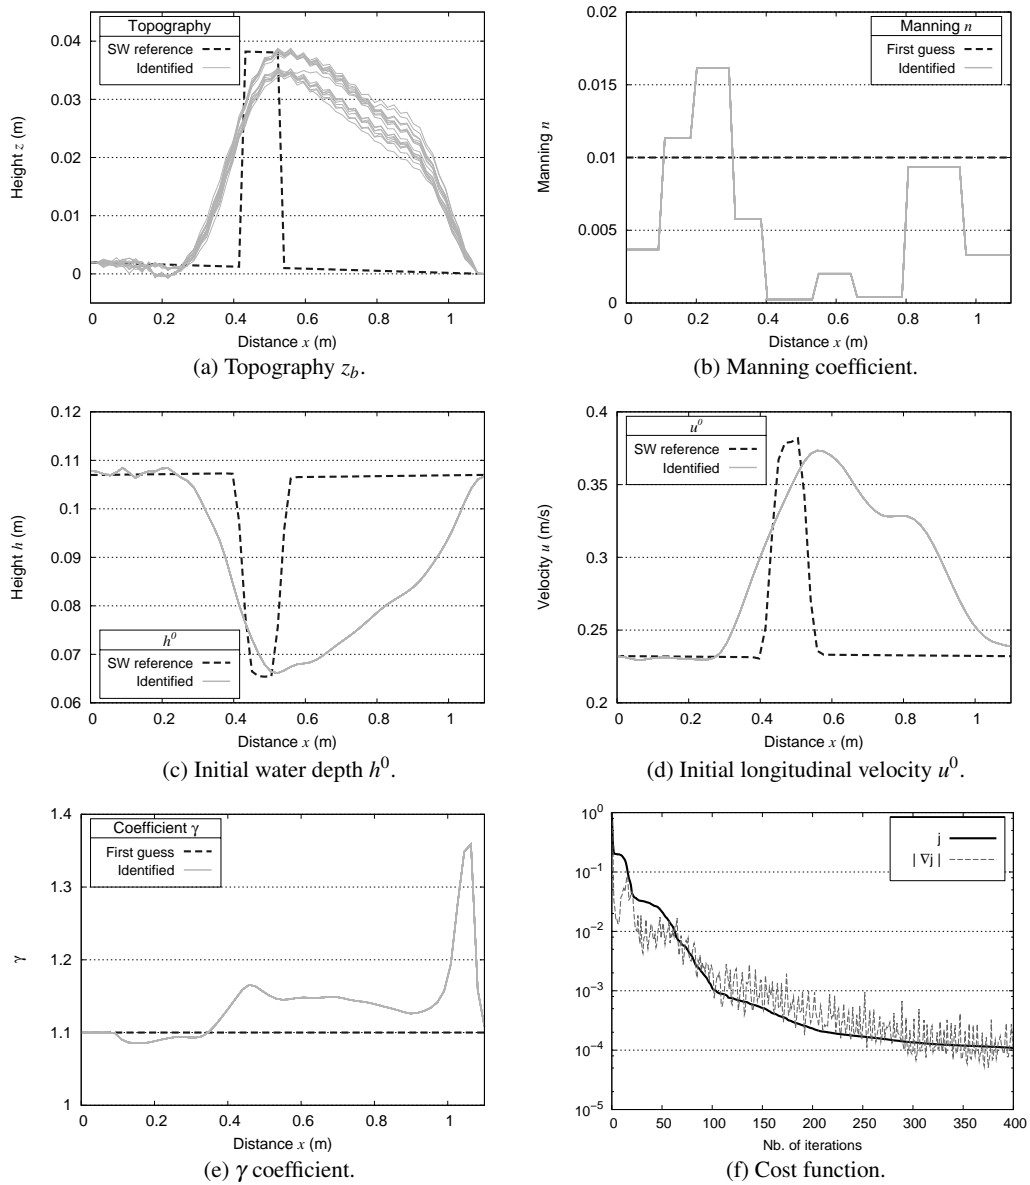 Topography
SW reference
Identified
0.04
0.03
0.02
0.01
0
Height z (m)
0 0.2 0.4 0.6 0.8 1
Distance x (m)
(a) Topography z_b.
Manning n
First guess
Identified
0.02
0.015
0.01
0.005
0
Manning n
0 0.2 0.4 0.6 0.8 1
Distance x (m)
(b) Manning coefficient.
0.12
0.11
0.1
0.09
0.08
0.07
0.06
Height h (m)
h⁰
SW reference
Identified
0 0.2 0.4 0.6 0.8 1
Distance x (m)
(c) Initial water depth h⁰.
u⁰
SW reference
Identified
0.4
0.35
0.3
0.25
0.2
Velocity u (m/s)
0 0.2 0.4 0.6 0.8 1
Distance x (m)
(d) Initial longitudinal velocity u⁰.
Coefficient γ
First guess
Identified
1.4
1.3
1.2
1.1
1
γ
0 0.2 0.4 0.6 0.8 1
Distance x (m)
(e) γ coefficient.
j
| ∇j |
10⁰
10⁻¹
10⁻²
10⁻³
10⁻⁴
10⁻⁵
0 50 100 150 200 250 300 350 400
Nb. of iterations
(f) Cost function.